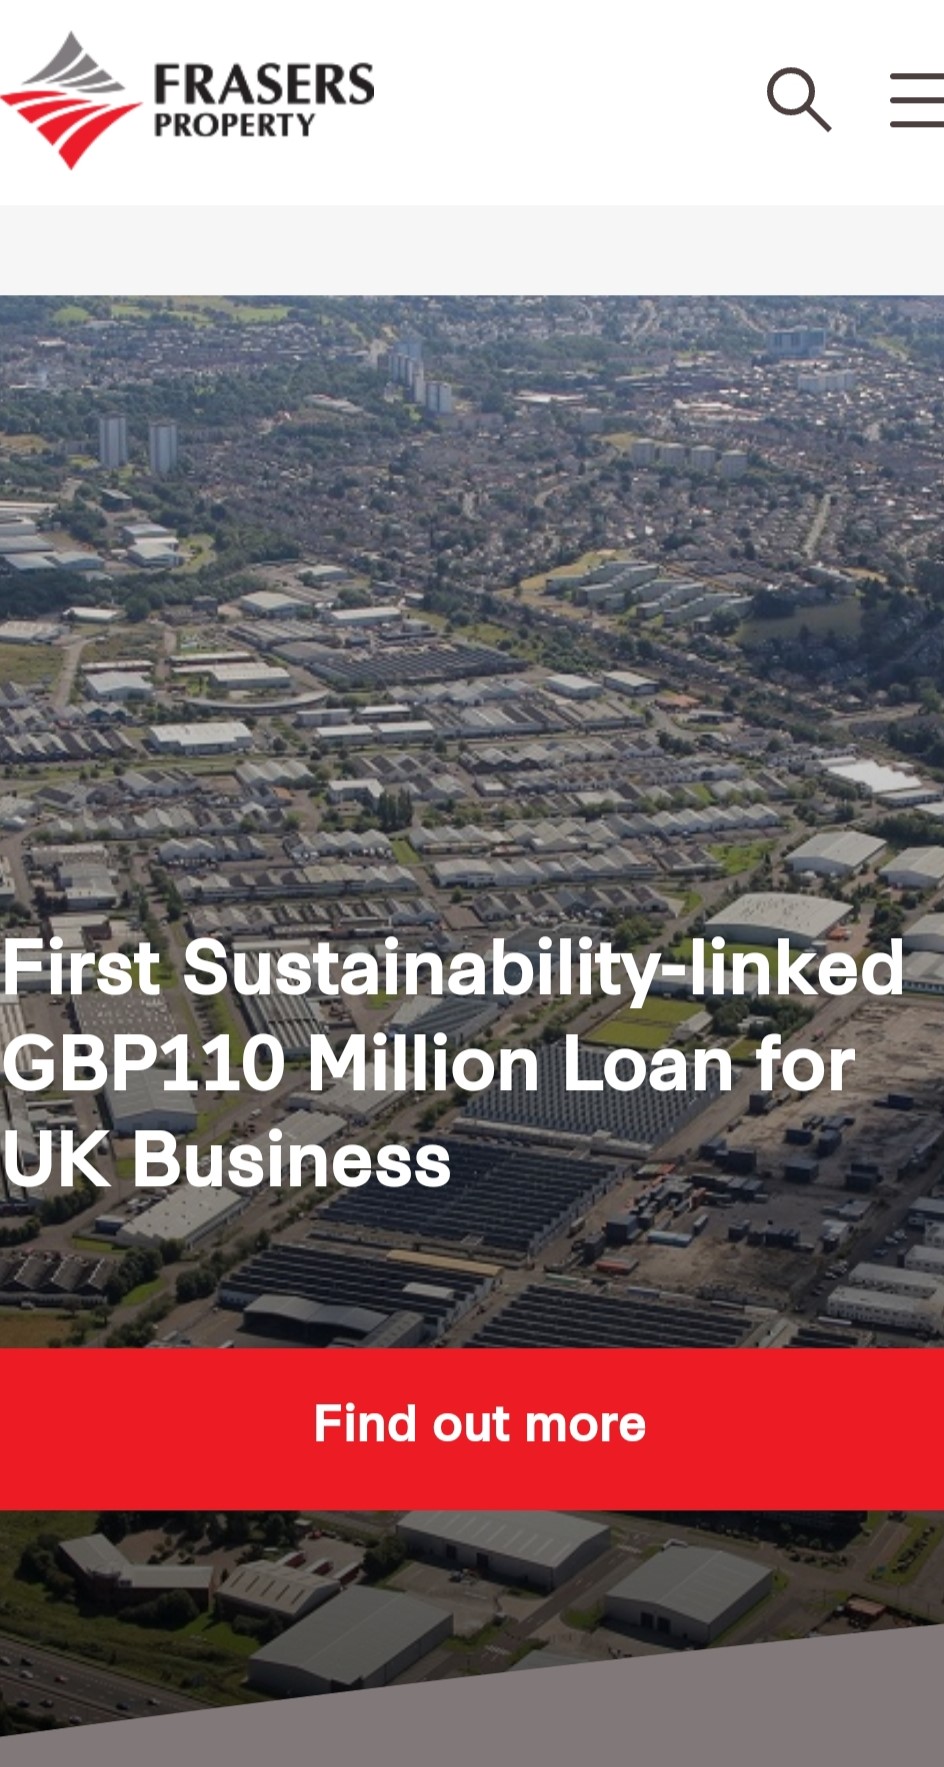 FRASERS
PROPERTY
First Sustainability-linked
GBP110 Million Loan for
UK Business
Find out more